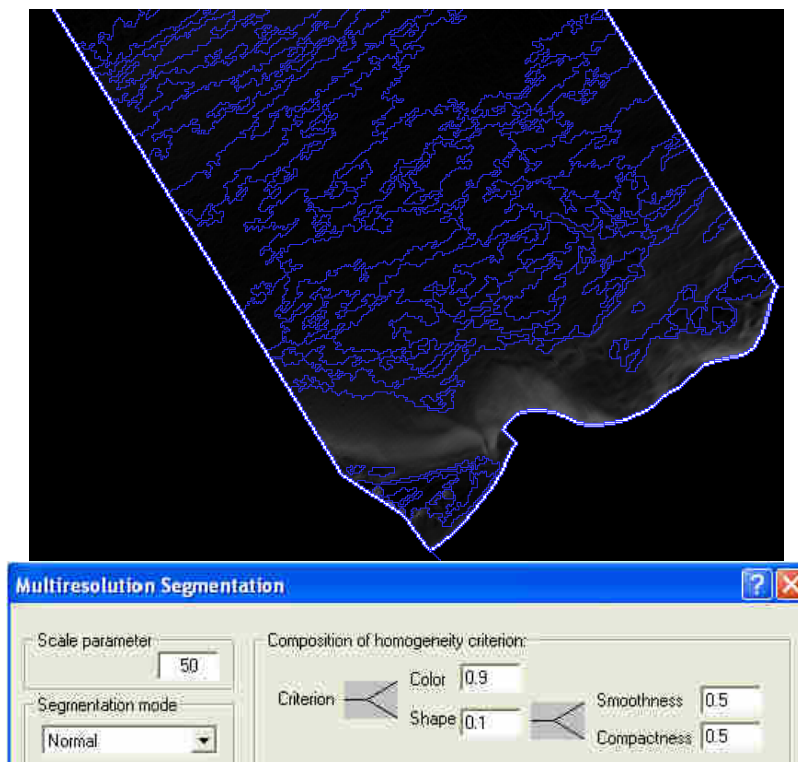 Multiresolution Segmentation
Scale parameter
50
Segmentation mode
Normal
Composition of homogeneity criterion:
Criterion
Color 0.9
Shape 0.1
Smoothness 0.5
Compactness 0.5